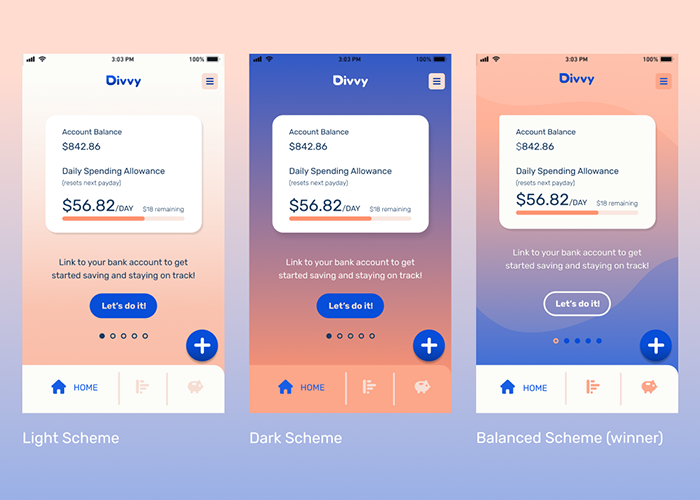 3:03 PM
100%
Divvy
Account Balance
$842.86
Daily Spending Allowance
(resets next payday)
$56.82/DAY
$18 remaining
Link to your bank account to get
started saving and staying on track!
Let's do it!
HOME
Light Scheme
3:03 PM
100%
Divvy
Account Balance
$842.86
Daily Spending Allowance
(resets next payday)
$56.82/DAY
$18 remaining
Link to your bank account to get
started saving and staying on track!
Let's do it!
HOME
Dark Scheme
3:03 PM
100%
Divvy
Account Balance
$842.86
Daily Spending Allowance
(resets next payday)
$56.82/DAY
$18 remaining
Link to your bank account to get
started saving and staying on track!
Let's do it!
HOME
Balanced Scheme (winner)